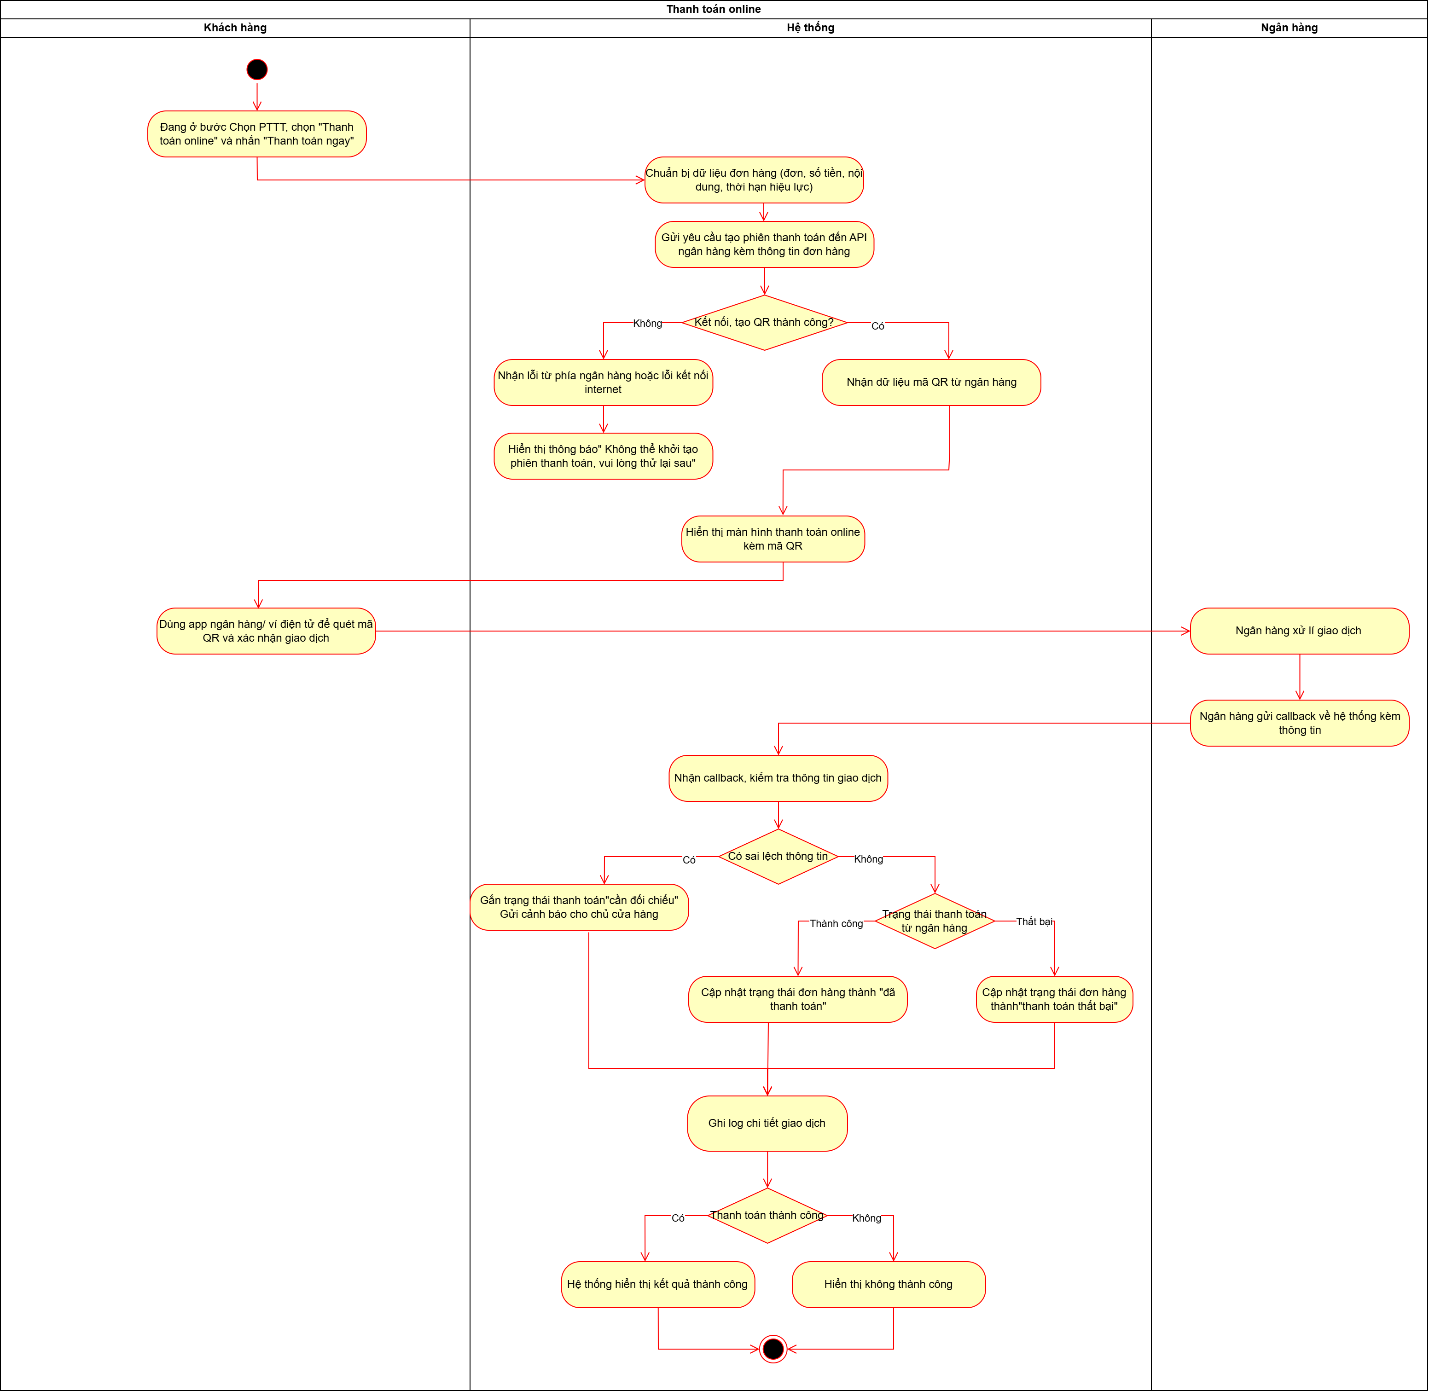 Thanh toán online
Khách hàng
Hệ thống
Ngân hàng
Đang ở bước Chọn PTTT, chọn "Thanh
toán online" và nhấn "Thanh toán ngay"
Chuẩn bị dữ liệu đơn hàng (đơn, số tiền, nội
dung, thời hạn hiệu lực)
Gửi yêu cầu tạo phiên thanh toán đến API
ngân hàng kèm thông tin đơn hàng
Kết nối, tạo QR thành công?
Không
Có
Nhận lỗi từ phía ngân hàng hoặc lỗi kết nối
internet
Nhận dữ liệu mã QR từ ngân hàng
Hiển thị thông báo" Không thể khởi tạo
phiên thanh toán, vui lòng thử lại sau"
Hiển thị màn hình thanh toán online
kèm mã QR
Dùng app ngân hàng/ ví điện tử để quét mã
QR và xác nhận giao dịch
Ngân hàng xử lí giao dịch
Ngân hàng gửi callback về hệ thống kèm
thông tin
Nhận callback, kiểm tra thông tin giao dịch
Có sai lệch thông tin
Có
Không
Gắn trạng thái thanh toán"cần đối chiếu"
Gửi cảnh báo cho chủ cửa hàng
Trạng thái thanh toán
từ ngân hàng
Thành công
Thất bại
Cập nhật trạng thái đơn hàng thành "đã
thanh toán"
Cập nhật trạng thái đơn hàng
thành"thanh toán thất bại"
Ghi log chi tiết giao dịch
Thanh toán thành công
Có
Không
Hệ thống hiển thị kết quả thành công
Hiển thị không thành công